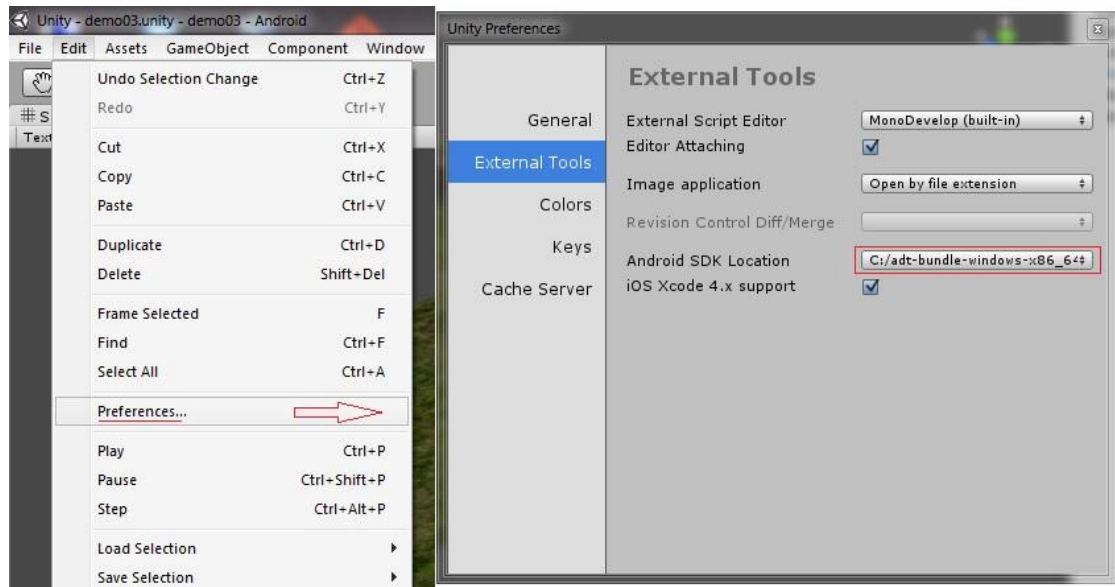 Unity - demo03.unity - demo03 - Android
File Edit Assets GameObject Component Window
# S
Text
Undo Selection Change Ctrl+Z
Redo Ctrl+Y
Cut Ctrl+X
Copy Ctrl+C
Paste Ctrl+V
Duplicate Ctrl+D
Delete Shift+Del
Frame Selected F
Find Ctrl+F
Select All Ctrl+A
Preferences...
Play Ctrl+P
Pause Ctrl+Shift+P
Step Ctrl+Alt+P
Load Selection
Save Selection
Unity Preferences
General
External Tools
Colors
Keys
Cache Server
External Tools
External Script Editor MonoDevelop (built-in)
Editor Attaching
Image application Open by file extension
Revision Control Diff/Merge
Android SDK Location C:/adt-bundle-windows-x86_64
iOS Xcode 4.x support